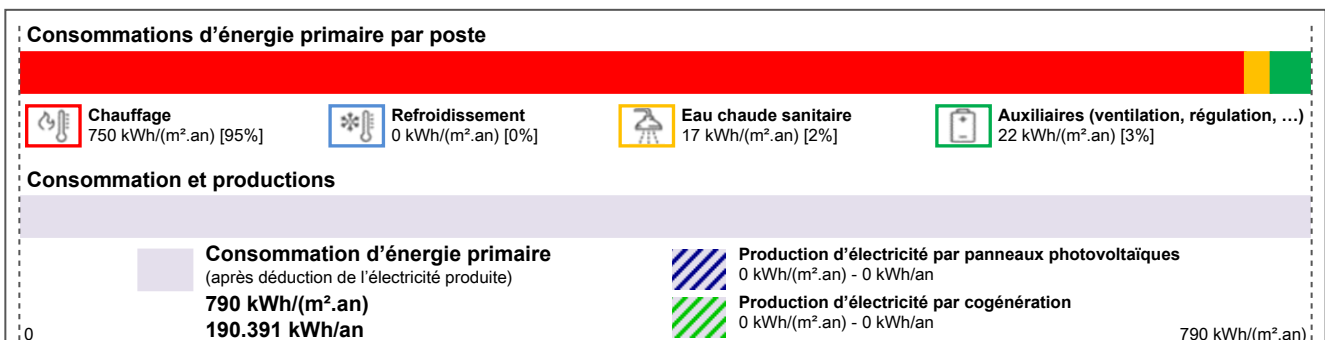 Consommations d'énergie primaire par poste
Chauffage
750 kWh/(m².an) [95%]
Refroidissement
0 kWh/(m².an) [0%]
Eau chaude sanitaire
17 kWh/(m².an) [2%]
Auxiliaires (ventilation, régulation, …)
22 kWh/(m².an) [3%]
Consommation et productions
Consommation d'énergie primaire
(après déduction de l'électricité produite)
790 kWh/(m².an)
190.391 kWh/an
Production d'électricité par panneaux photovoltaïques
0 kWh/(m².an) - 0 kWh/an
Production d'électricité par cogénération
0 kWh/(m².an) - 0 kWh/an
0
790 kWh/(m².an)